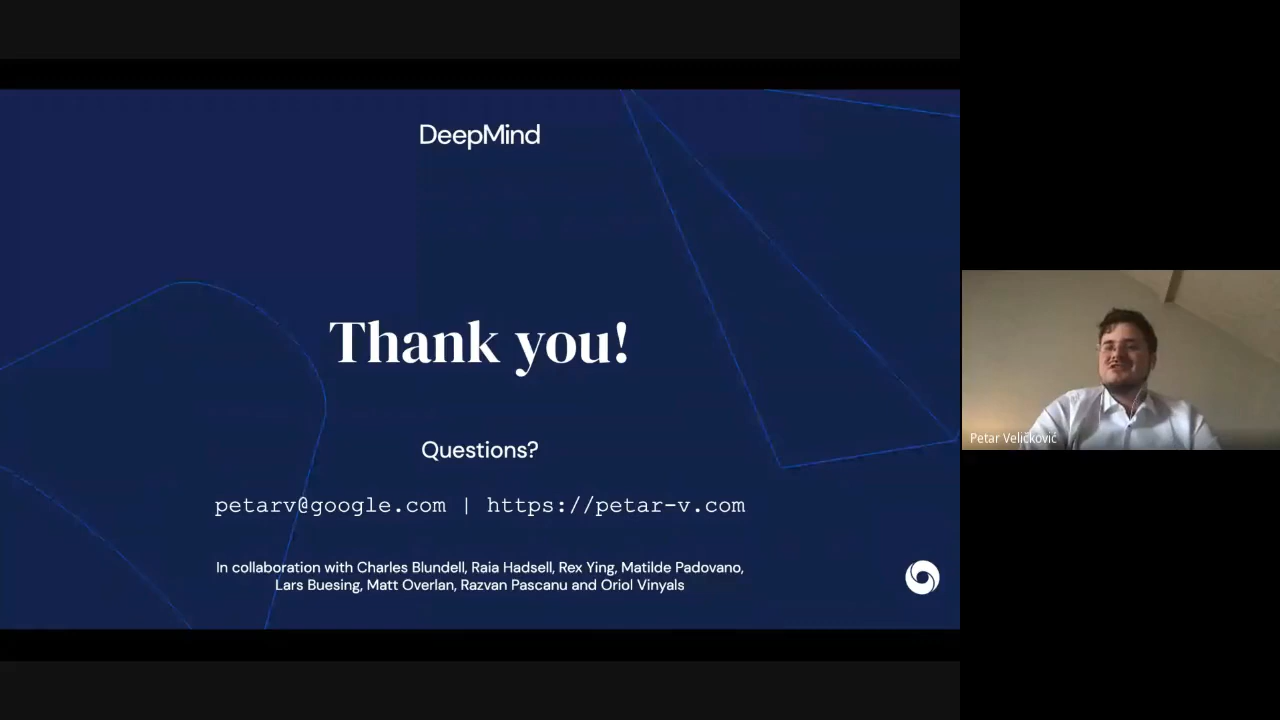 DeepMind
Thank you!
Questions?
petarv@google.com | https://petar-v.com
In collaboration with Charles Blundell, Raia Hadsell, Rex Ying, Matilde Padovano,
Lars Buesing, Matt Overlan, Razvan Pascanu and Oriol Vinyals
Petar Veličković